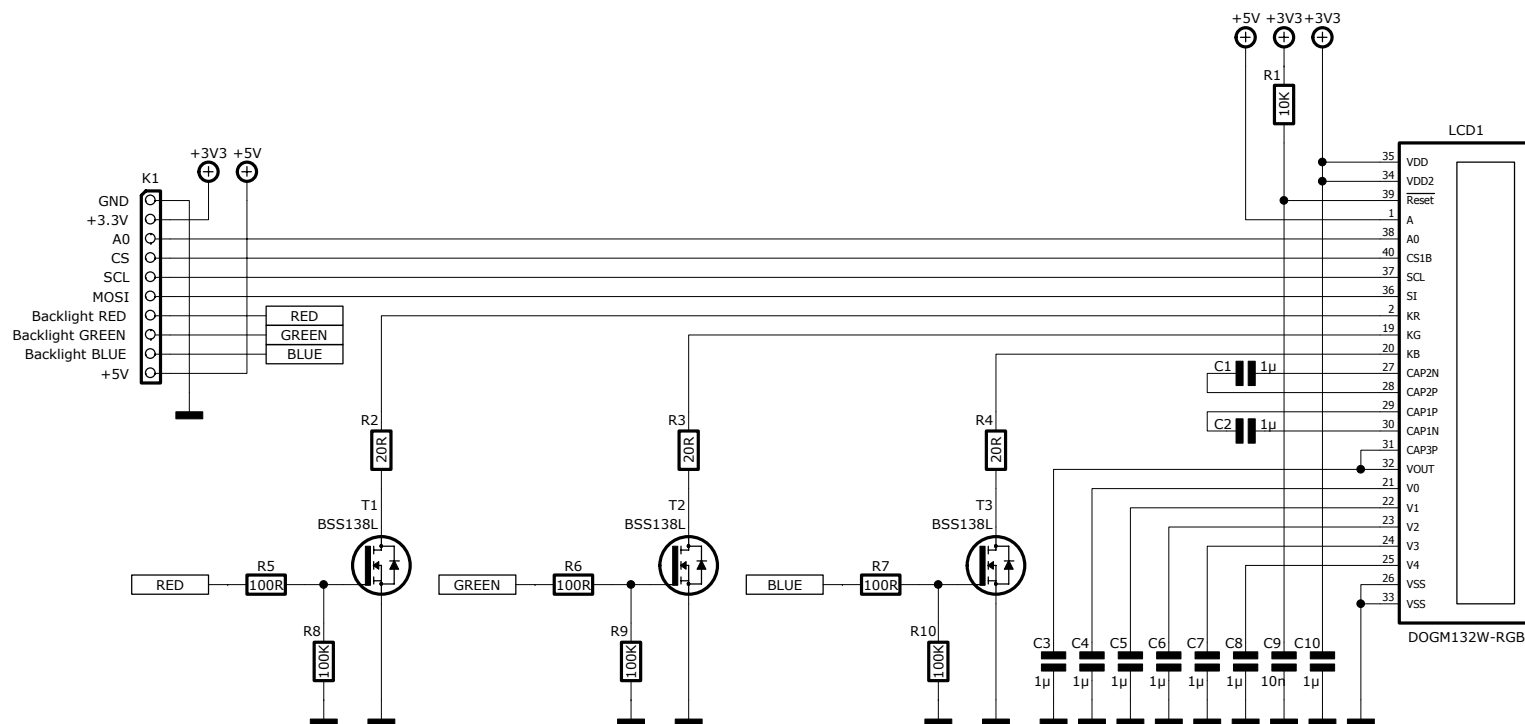 +5V +3V3 +3V3
R1
10K
LCD1
+3V3 +5V
K1
GND
+3.3V
A0
CS
SCL
MOSI
Backlight RED
Backlight GREEN
Backlight BLUE
+5V
RED
GREEN
BLUE
35 VDD
34 VDD2
39 Reset
1 A
38 A0
40 CS1B
37 SCL
36 SI
2 KR
19 KG
20 KB
27 CAP2N
28 CAP2P
29 CAP1P
30 CAP1N
31 CAP3P
32 VOUT
21 V0
22 V1
23 V2
24 V3
25 V4
26 VSS
33 VSS
DOGM132W-RGB
C1 1µ
C2 1µ
R2 R3 R4
20R 20R 20R
T1 T2 T3
BSS138L BSS138L BSS138L
RED R5 100R
GREEN R6 100R
BLUE R7 100R
R8 R9 R10
100K 100K 100K
C3 C4 C5 C6 C7 C8 C9 C10
1µ 1µ 1µ 1µ 1µ 1µ 10n 1µ